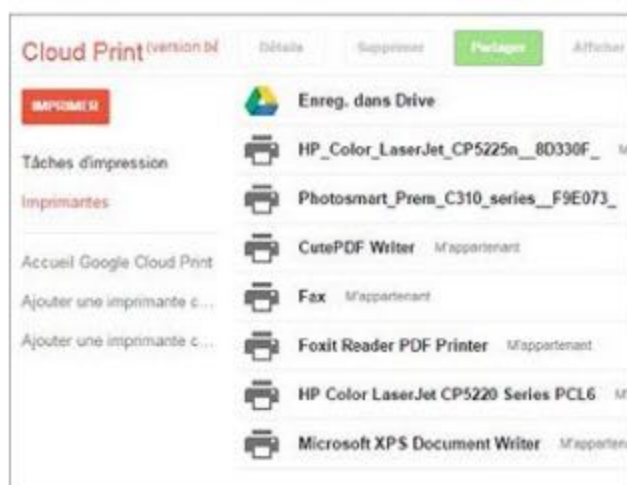 Cloud Print (version b
Détails Supprimer Partager Afficher
IMPRIMER
Tâches d'impression
Imprimantes
Accueil Google Cloud Print
Ajouter une imprimante c...
Ajouter une imprimante c...
Enreg. dans Drive
HP_Color_LaserJet_CP5225n__8D330F_ M
Photosmart_Prem_C310_series__F9E073_
CutePDF Writer M'appartenant
Fax M'appartenant
Foxit Reader PDF Printer M'appartenant
HP Color LaserJet CP5220 Series PCL6 M'
Microsoft XPS Document Writer M'apparten